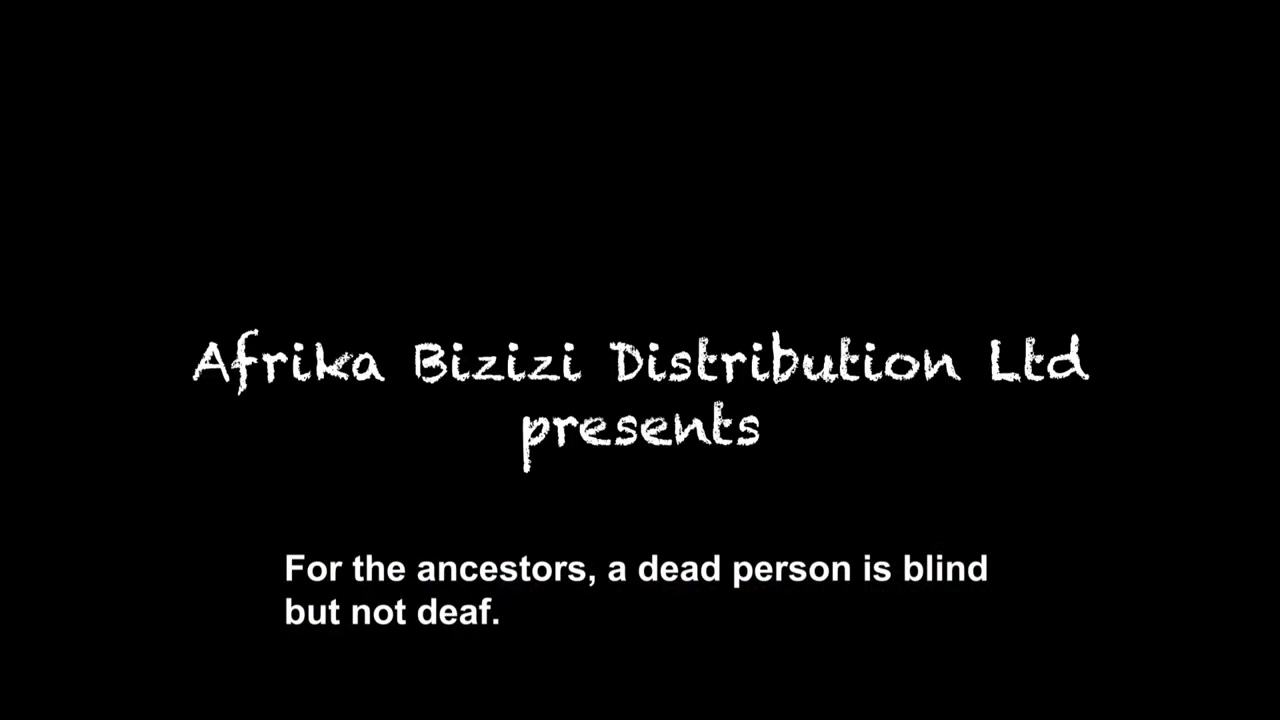 Afrika Bizizi Distribution Ltd
presents
For the ancestors, a dead person is blind
but not deaf.